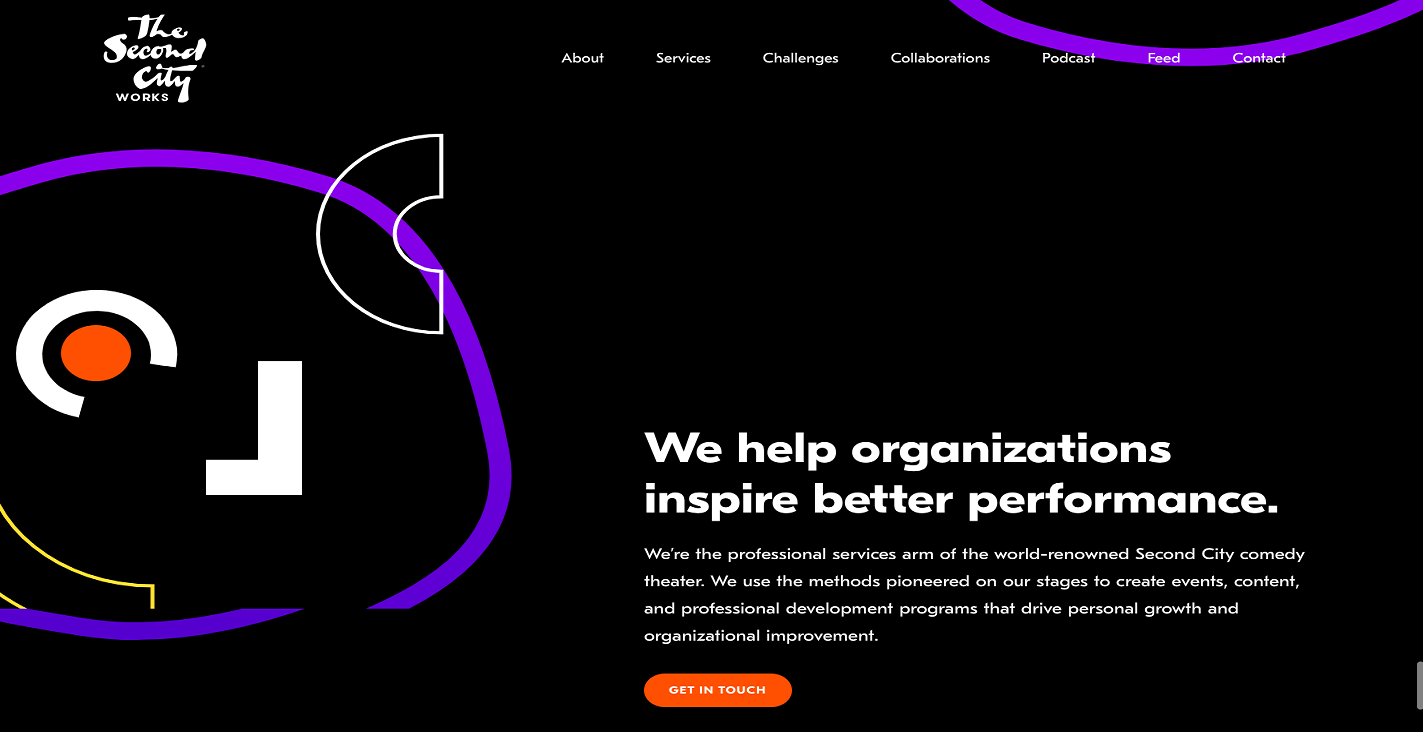 The
Second
City
WORKS
About Services Challenges Collaborations Podcast Feed Contact
We help organizations
inspire better performance.
We’re the professional services arm of the world-renowned Second City comedy
theater. We use the methods pioneered on our stages to create events, content,
and professional development programs that drive personal growth and
organizational improvement.
GET IN TOUCH